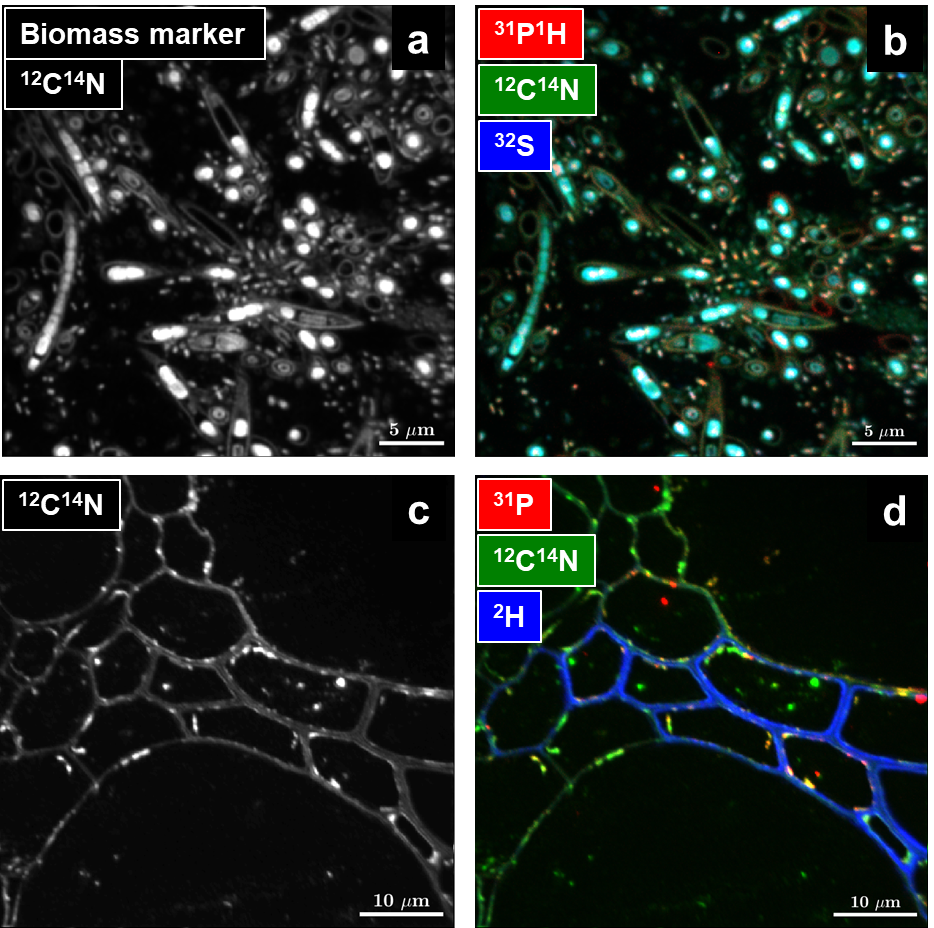 Biomass marker
¹²C¹⁴N
a
5 μm
³¹P¹H
¹²C¹⁴N
³²S
b
5 μm
¹²C¹⁴N
c
10 μm
³¹P
¹²C¹⁴N
²H
d
10 μm